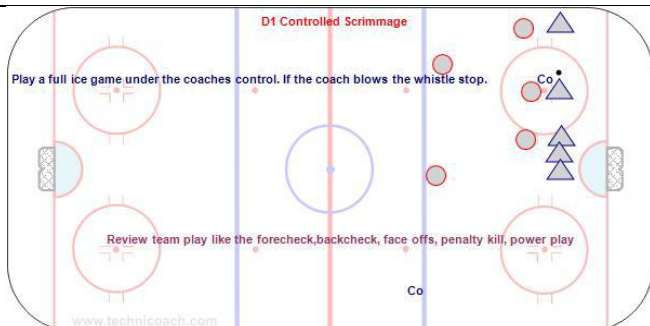 D1 Controlled Scrimmage
Play a full ice game under the coaches control. If the coach blows the whistle stop.
Co
Review team play like the forecheck,backcheck, face offs, penalty kill, power play
Co
www.technicoach.com